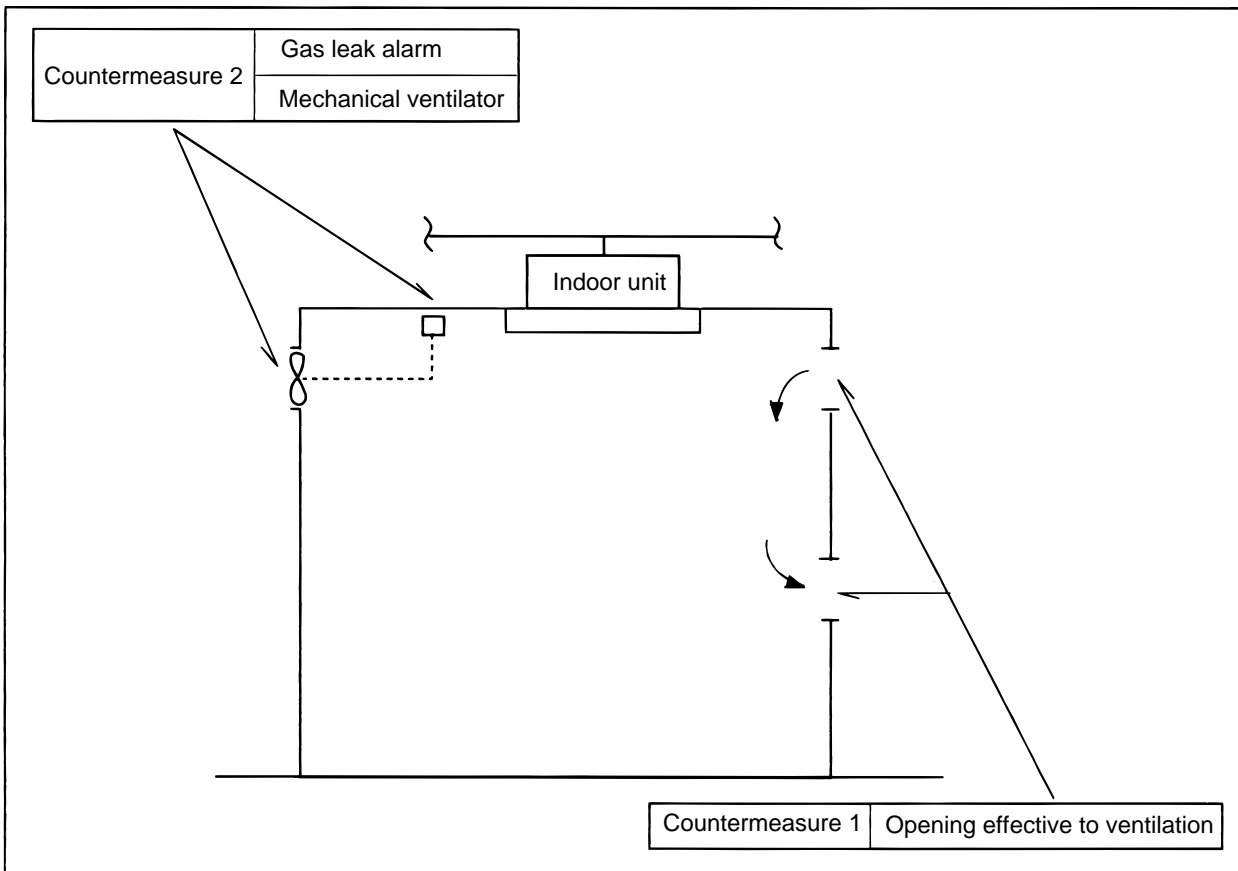 Countermeasure 2
Gas leak alarm
Mechanical ventilator
Indoor unit
Countermeasure 1
Opening effective to ventilation